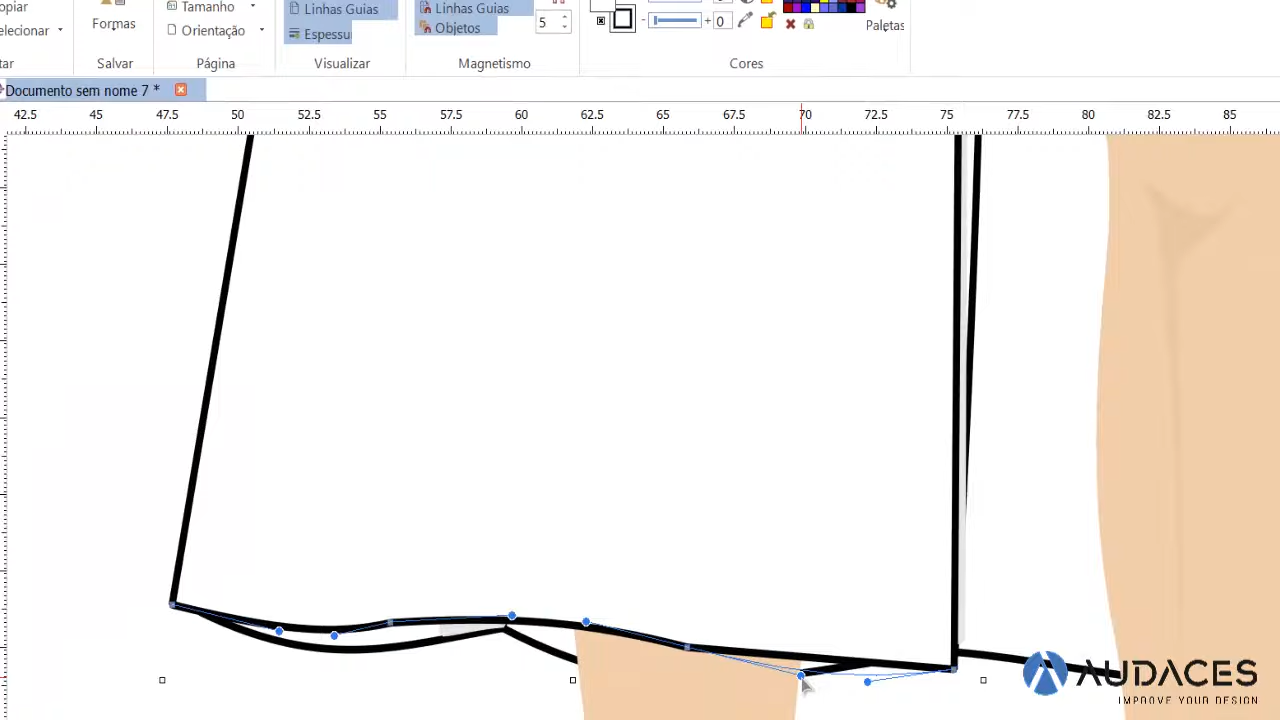 opiar
Tamanho
Linhas Guias
Linhas Guias
elecionar
Formas
Orientação
Espessu
Objetos
5
-
+
0
Paletas
tar
Salvar
Página
Visualizar
Magnetismo
Cores
Documento sem nome 7 *
42.5 45 47.5 50 52.5 55 57.5 60 62.5 65 67.5 70 72.5 75 77.5 80 82.5 85
AUDACES
IMPROVE YOUR DESIGN